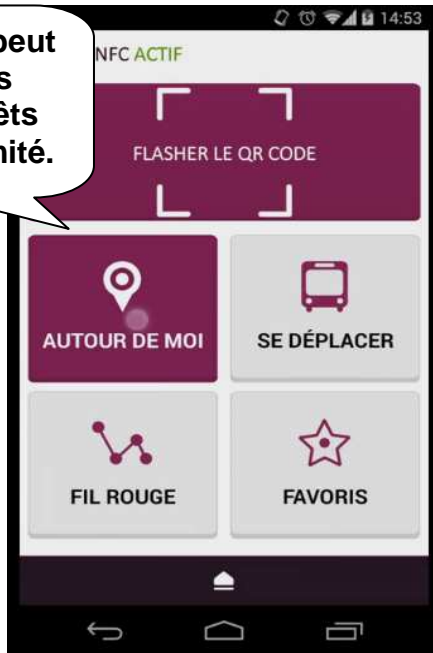 peut
s
êts
nité.
14:53
NFC ACTIF
FLASHER LE QR CODE
AUTOUR DE MOI
SE DÉPLACER
FIL ROUGE
FAVORIS